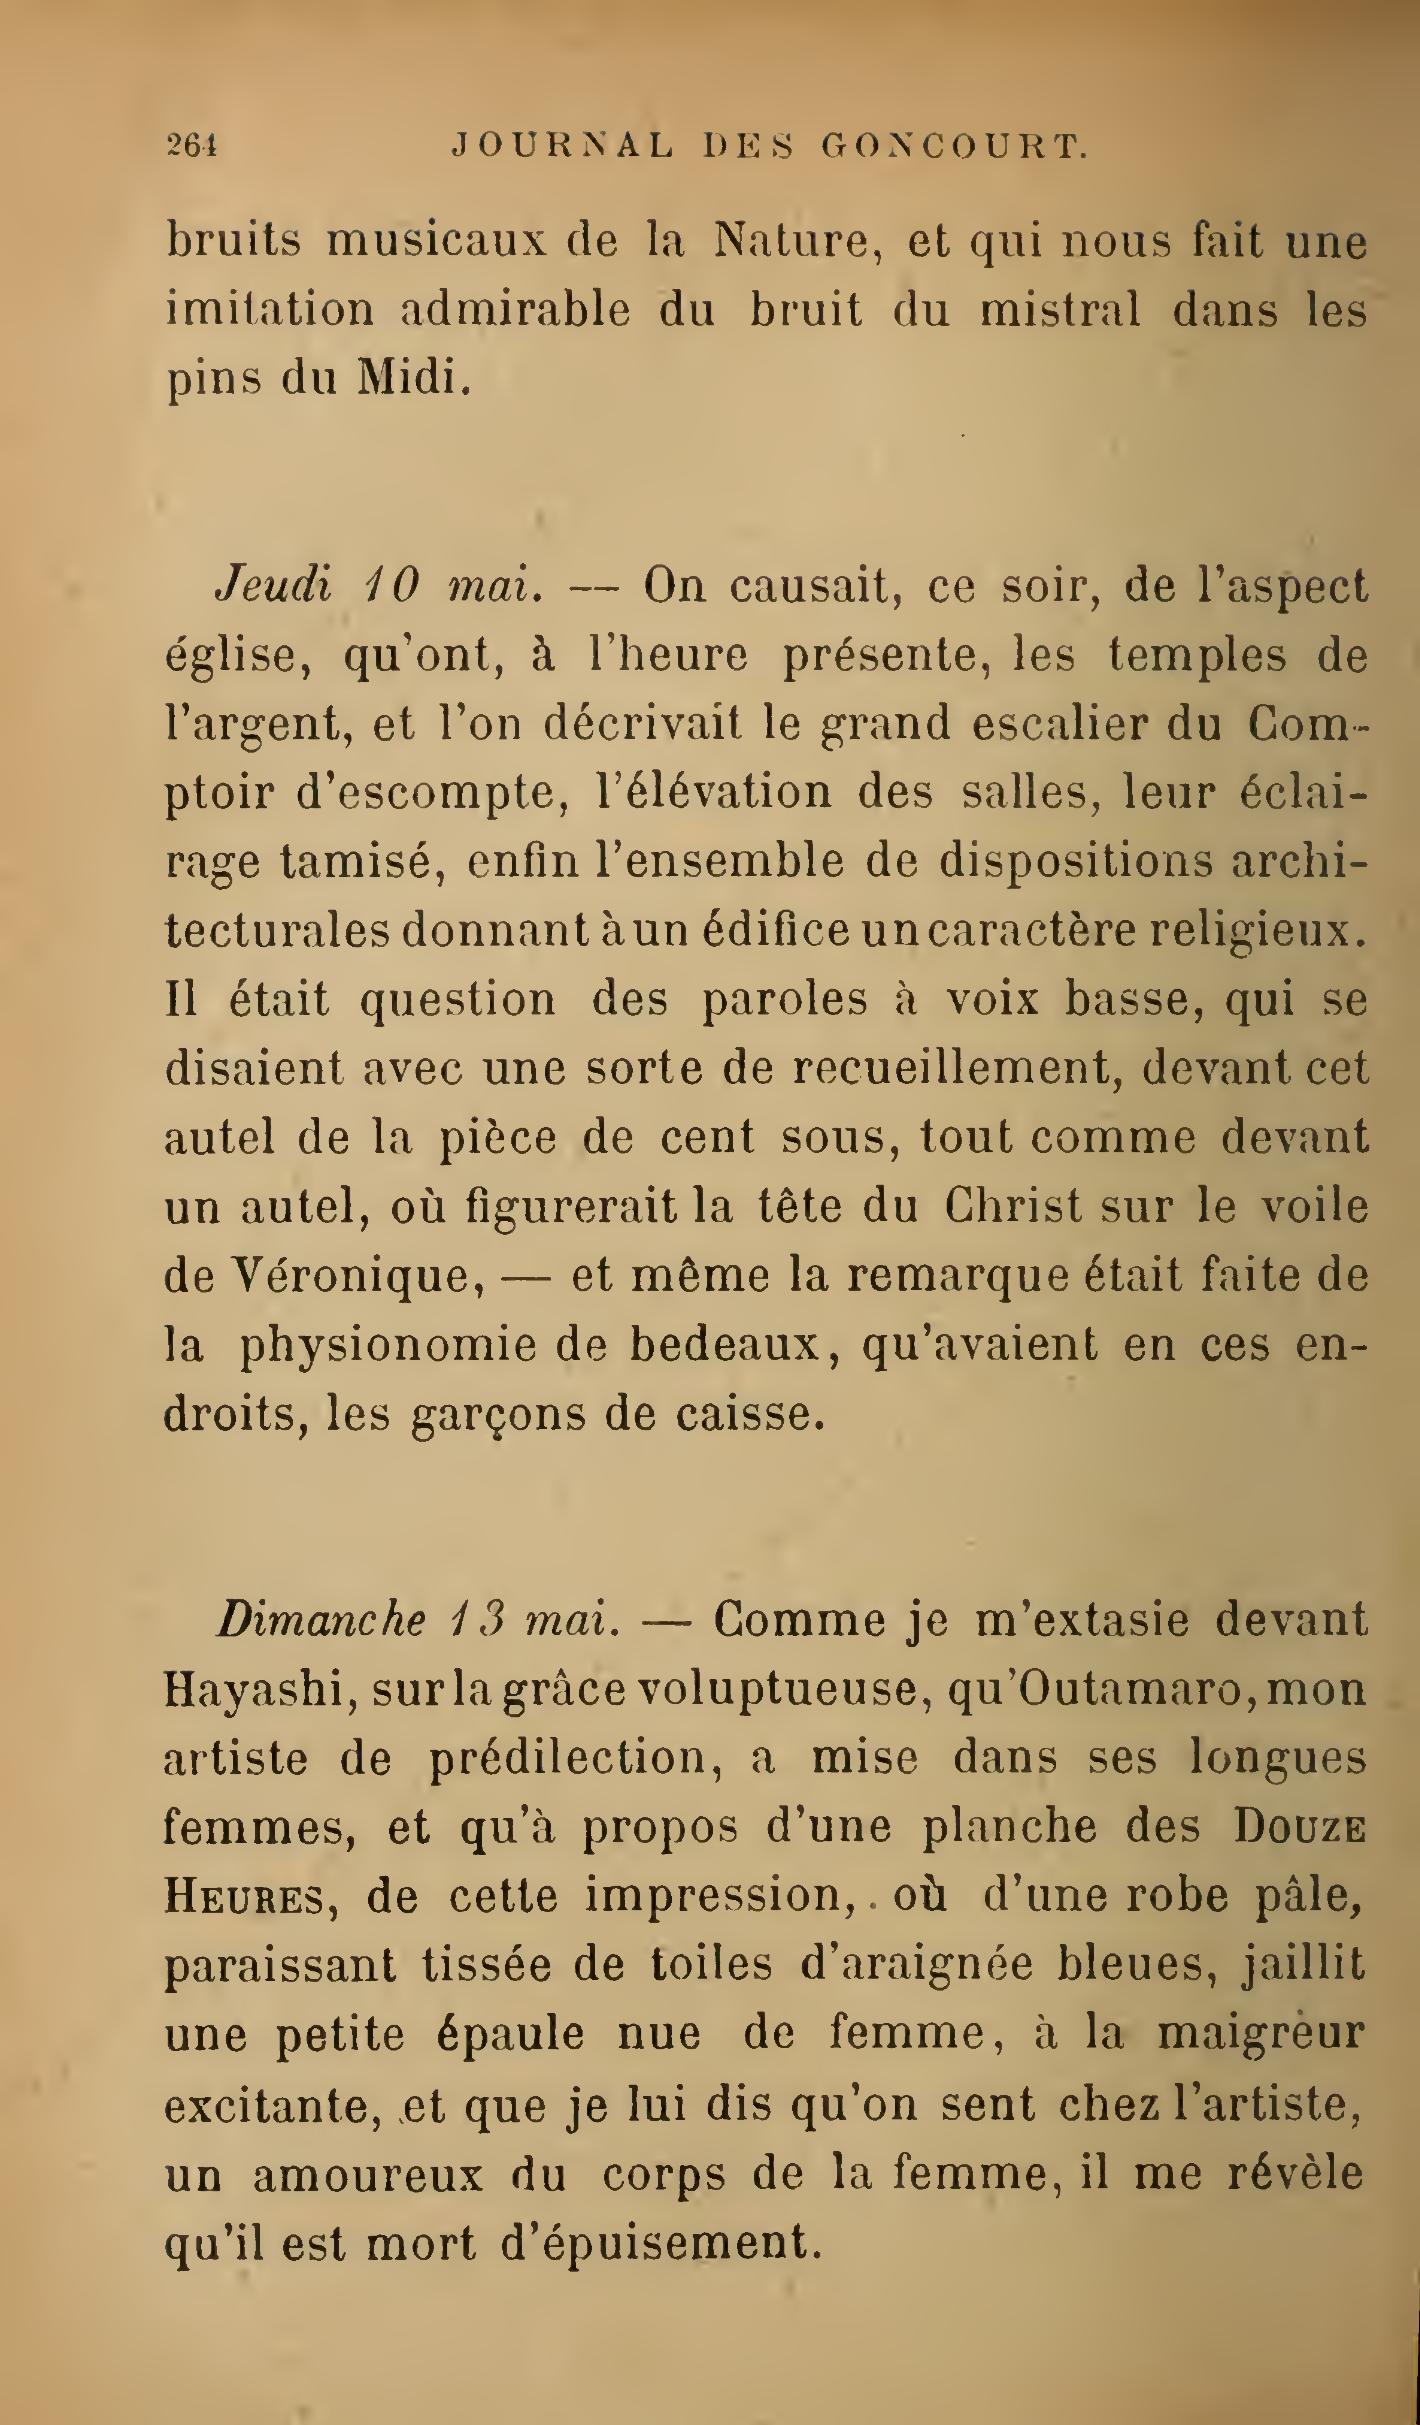 264 JOURNAL DES GONCOURT.
bruits musicaux de la Nature, et qui nous fait une
imitation admirable du bruit du mistral dans les
pins du Midi.
Jeudi 10 mai. — On causait, ce soir, de l'aspect
église, qu'ont, à l'heure présente, les temples de
l'argent, et l'on décrivait le grand escalier du Com-
ptoir d'escompte, l'élévation des salles, leur éclai-
rage tamisé, enfin l'ensemble de dispositions archi-
tecturales donnant à un édifice un caractère religieux.
Il était question des paroles à voix basse, qui se
disaient avec une sorte de recueillement, devant cet
autel de la pièce de cent sous, tout comme devant
un autel, où figurerait la tête du Christ sur le voile
de Véronique, — et même la remarque était faite de
la physionomie de bedeaux, qu'avaient en ces en-
droits, les garçons de caisse.
Dimanche 13 mai. — Comme je m'extasie devant
Hayashi, sur la grâce voluptueuse, qu'Outamaro, mon
artiste de prédilection, a mise dans ses longues
femmes, et qu'à propos d'une planche des DOUZE
HEURES, de cette impression, où d'une robe pâle,
paraissant tissée de toiles d'araignée bleues, jaillit
une petite épaule nue de femme, à la maigreur
excitante, et que je lui dis qu'on sent chez l'artiste,
un amoureux du corps de la femme, il me révèle
qu'il est mort d'épuisement.